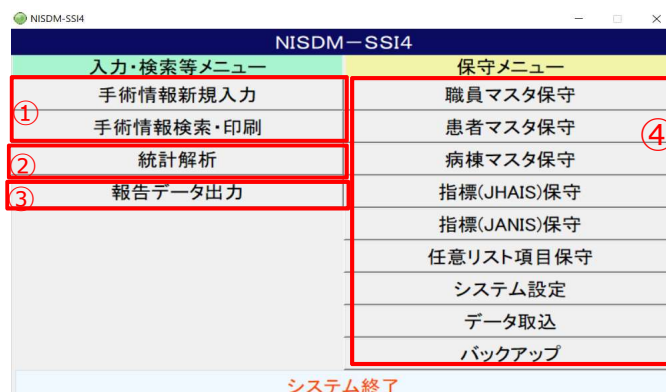 NISDM-SSI4
NISDM－SSI4
入力・検索等メニュー
①
手術情報新規入力
手術情報検索・印刷
②
統計解析
③
報告データ出力
保守メニュー
④
職員マスタ保守
患者マスタ保守
病棟マスタ保守
指標(JHAIS)保守
指標(JANIS)保守
任意リスト項目保守
システム設定
データ取込
バックアップ
システム終了